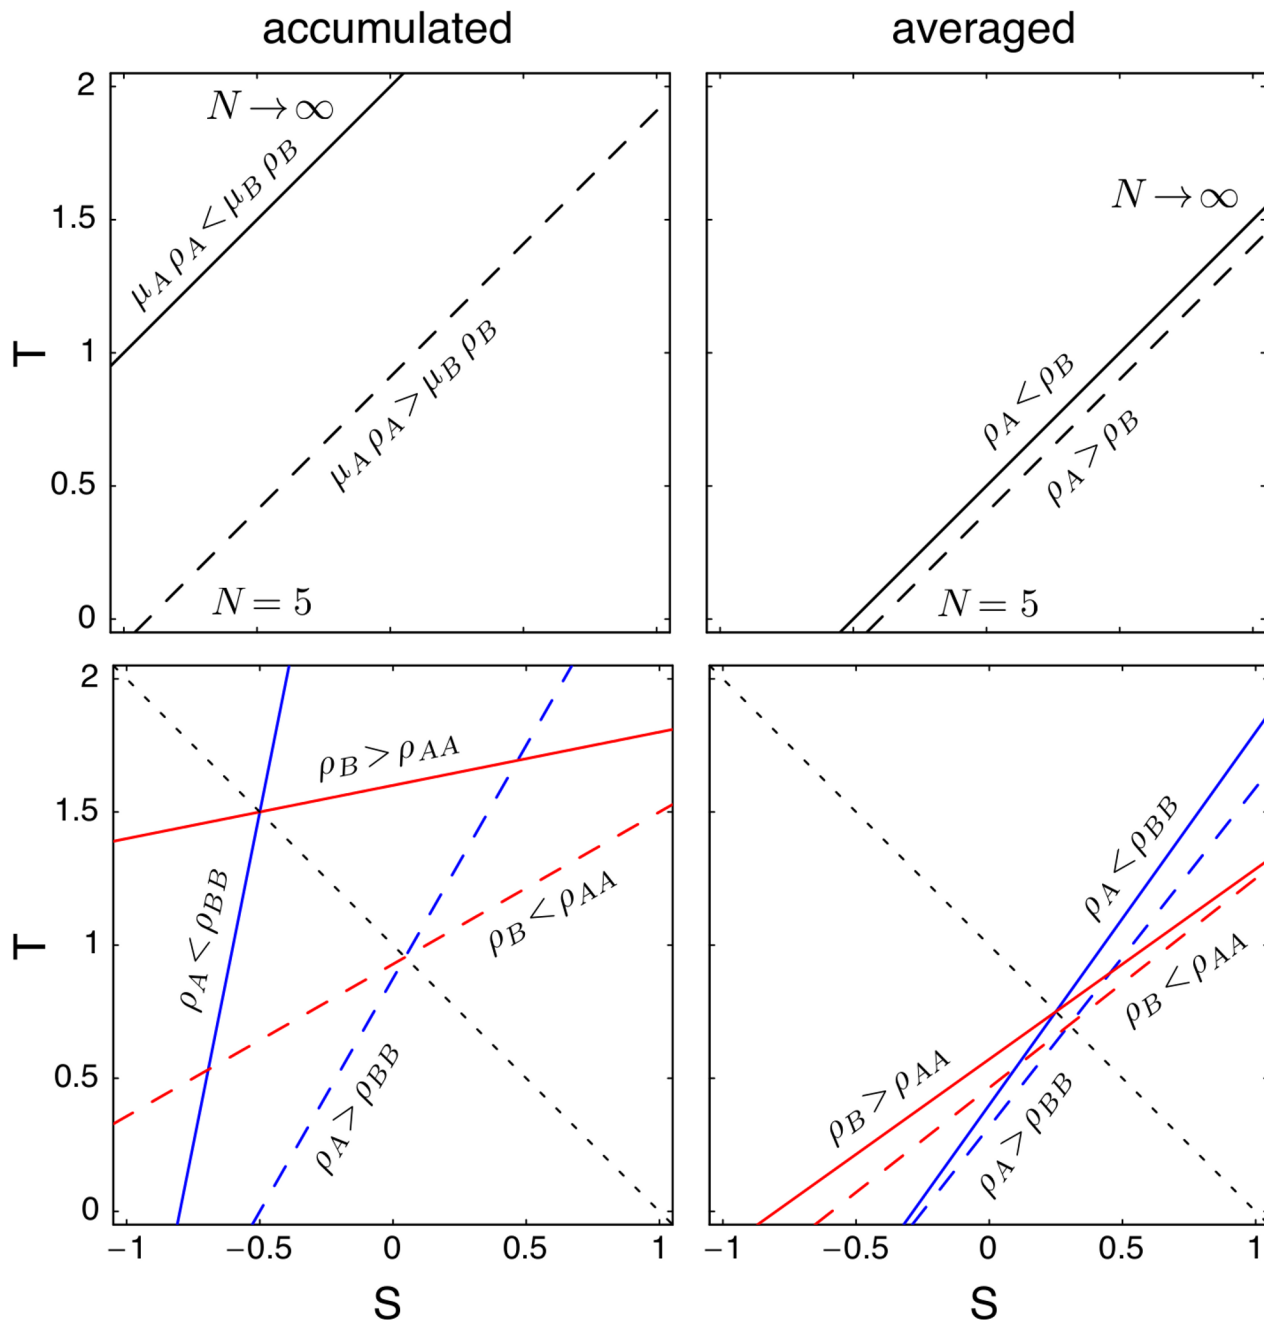 accumulated
averaged
2
1.5
1
0.5
0
T
N → ∞
μ_A ρ_A < μ_B ρ_B
μ_A ρ_A > μ_B ρ_B
N = 5
N → ∞
ρ_A < ρ_B
ρ_A > ρ_B
N = 5
2
1.5
1
0.5
0
T
ρ_B > ρ_AA
ρ_A < ρ_BB
ρ_B < ρ_AA
ρ_A > ρ_BB
−1 −0.5 0 0.5 1
S
ρ_A < ρ_BB
ρ_B > ρ_AA
ρ_B < ρ_AA
ρ_A > ρ_BB
−1 −0.5 0 0.5 1
S